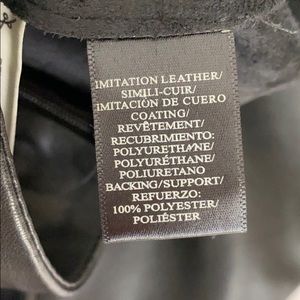 IMITATION LEATHER/
SIMILI-CUIR/
IMITACIÓN DE CUERO
COATING/
REVÊTEMENT/
RECUBRIMIENTO:
POLYURETHANE/
POLYURÉTHANE/
POLIURETANO
BACKING/SUPPORT/
REFUERZO:
100% POLYESTER/
POLIÉSTER